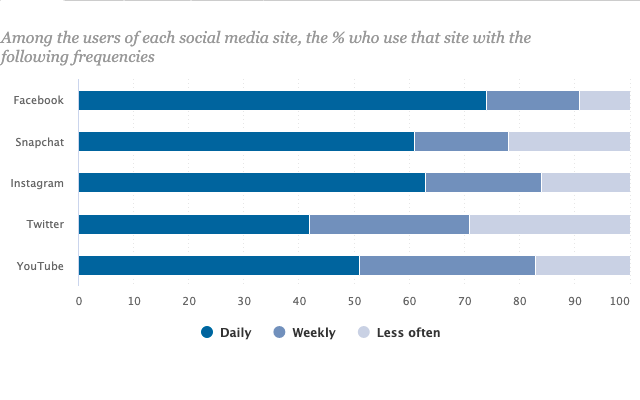 Among the users of each social media site, the % who use that site with the
following frequencies
Facebook
Snapchat
Instagram
Twitter
YouTube
0 10 20 30 40 50 60 70 80 90 100
Daily Weekly Less often